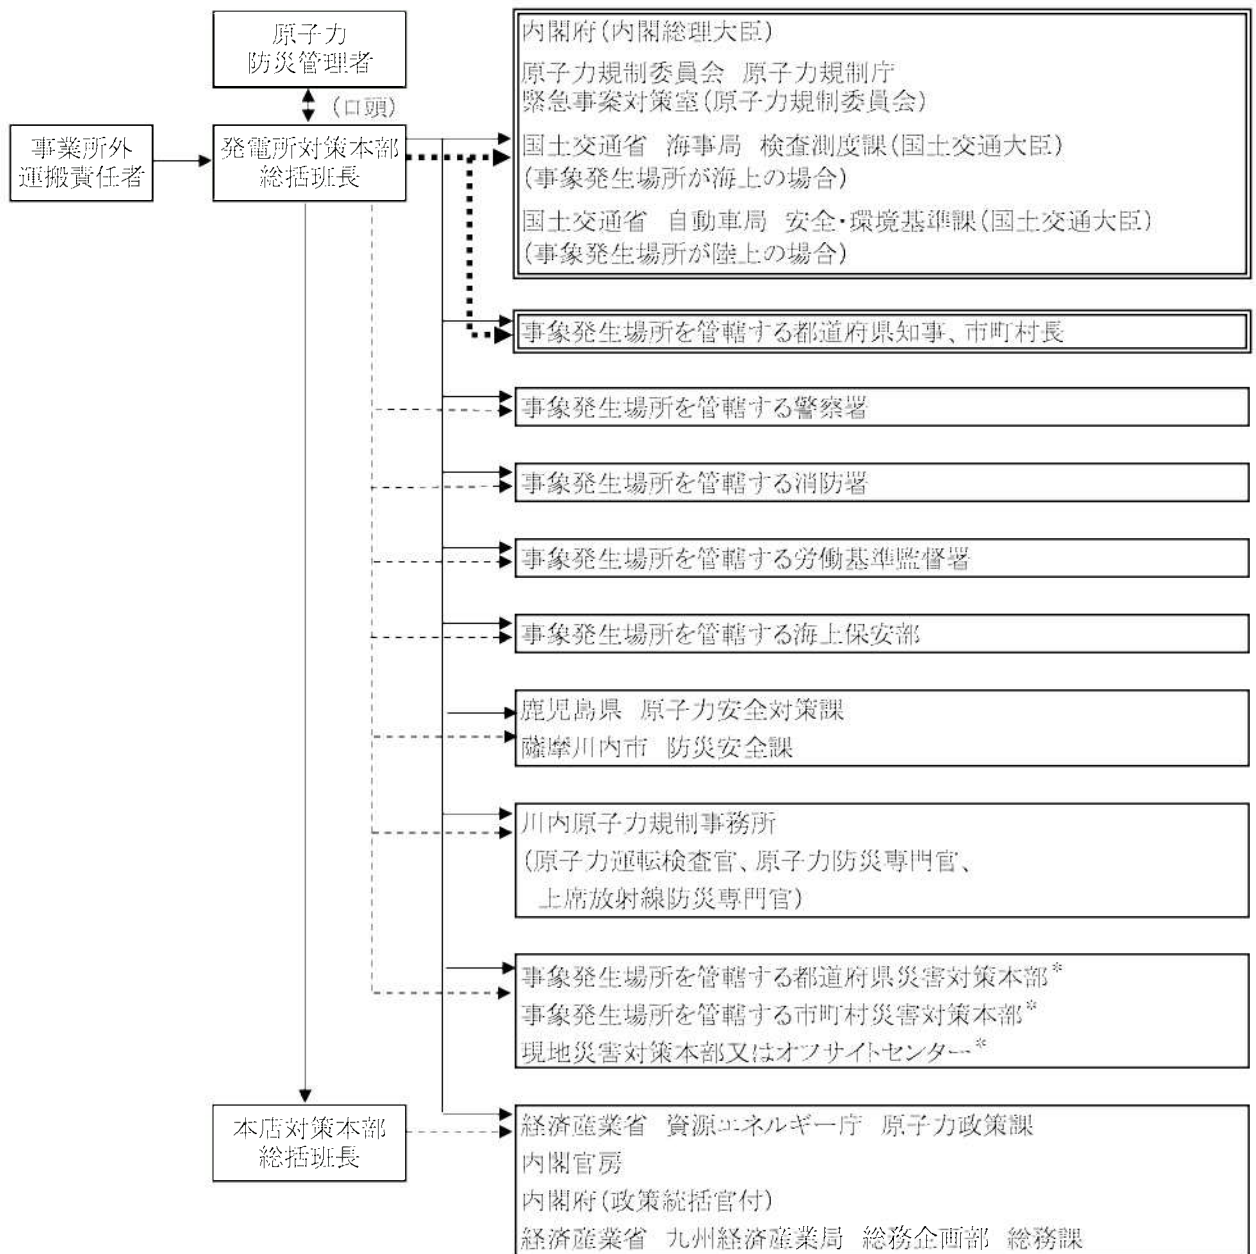 原子力
防災管理者
(口頭)
事業所外
運搬責任者
発電所対策本部
総括班長
内閣府(内閣総理大臣)
原子力規制委員会 原子力規制庁
緊急事案対策室(原子力規制委員会)
国土交通省 海事局 検査測度課(国土交通大臣)
(事象発生場所が海上の場合)
国土交通省 自動車局 安全・環境基準課(国土交通大臣)
(事象発生場所が陸上の場合)
事象発生場所を管轄する都道府県知事、市町村長
事象発生場所を管轄する警察署
事象発生場所を管轄する消防署
事象発生場所を管轄する労働基準監督署
事象発生場所を管轄する海上保安部
鹿児島県 原子力安全対策課
薩摩川内市 防災安全課
川内原子力規制事務所
(原子力運転検査官、原子力防災専門官、
上席放射線防災専門官)
事象発生場所を管轄する都道府県災害対策本部*
事象発生場所を管轄する市町村災害対策本部*
現地災害対策本部又はオフサイトセンター*
本店対策本部
総括班長
経済産業省 資源エネルギー庁 原子力政策課
内閣官房
内閣府(政策統括官付)
経済産業省 九州経済産業局 総務企画部 総務課